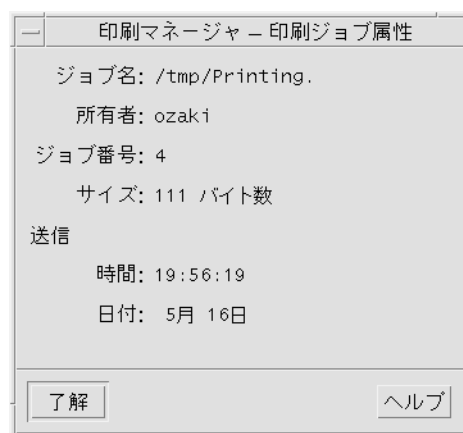 印刷マネージャ – 印刷ジョブ属性
ジョブ名: /tmp/Printing.
所有者: ozaki
ジョブ番号: 4
サイズ: 111 バイト数
送信
時間: 19:56:19
日付: 5月 16日
了解 ヘルプ